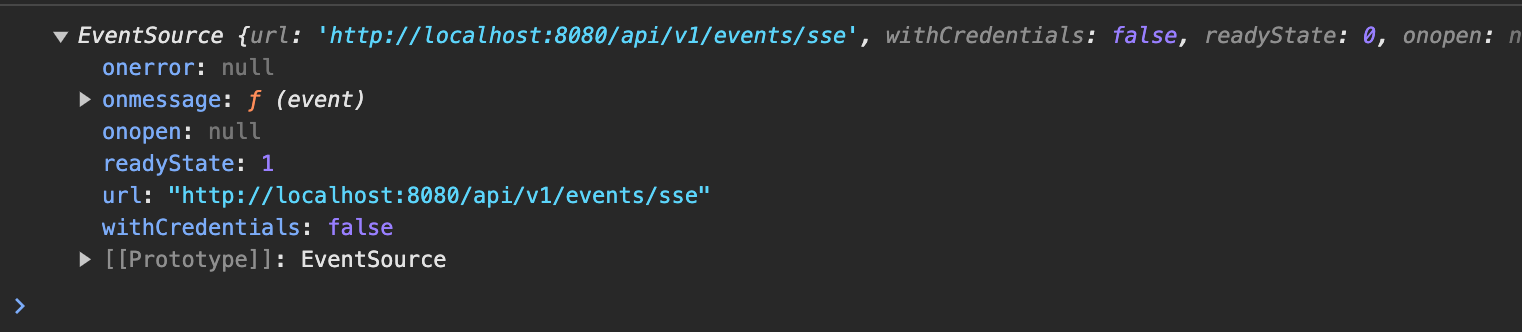 ▼ EventSource {url: 'http://localhost:8080/api/v1/events/sse', withCredentials: false, readyState: 0, onopen: n
onerror: null
▶ onmessage: ƒ (event)
onopen: null
readyState: 1
url: "http://localhost:8080/api/v1/events/sse"
withCredentials: false
▶ [[Prototype]]: EventSource
>